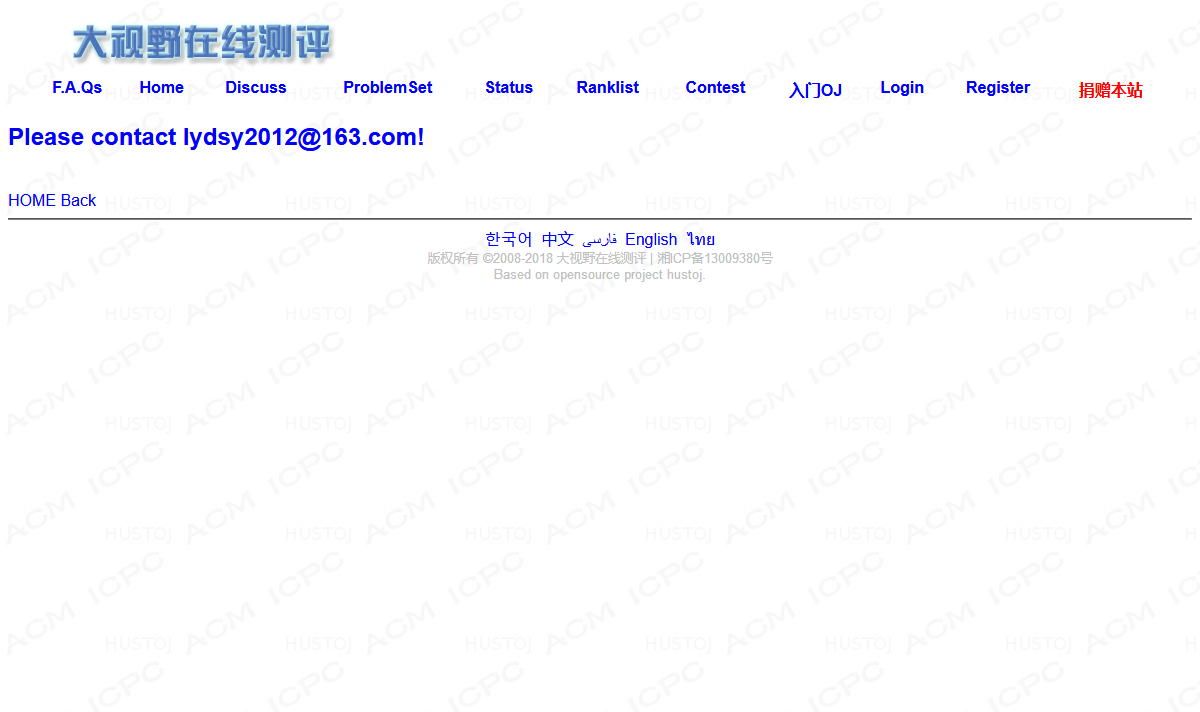 大视野在线测评
F.A.Qs Home Discuss ProblemSet Status Ranklist Contest 入门OJ Login Register 捐赠本站
Please contact lydsy2012@163.com!
HOME Back
한국어 中文 فارسی English ไทย
版权所有 ©2008-2018 大视野在线测评 | 湘ICP备13009380号
Based on opensource project hustoj.
ACM ICPC HUSTOJ